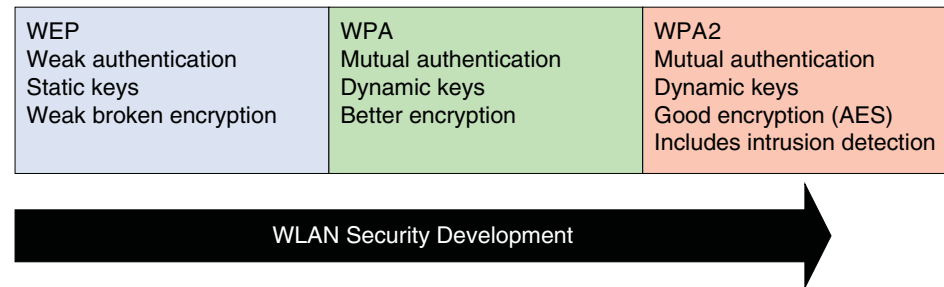 WEP
Weak authentication
Static keys
Weak broken encryption
WPA
Mutual authentication
Dynamic keys
Better encryption
WPA2
Mutual authentication
Dynamic keys
Good encryption (AES)
Includes intrusion detection
WLAN Security Development